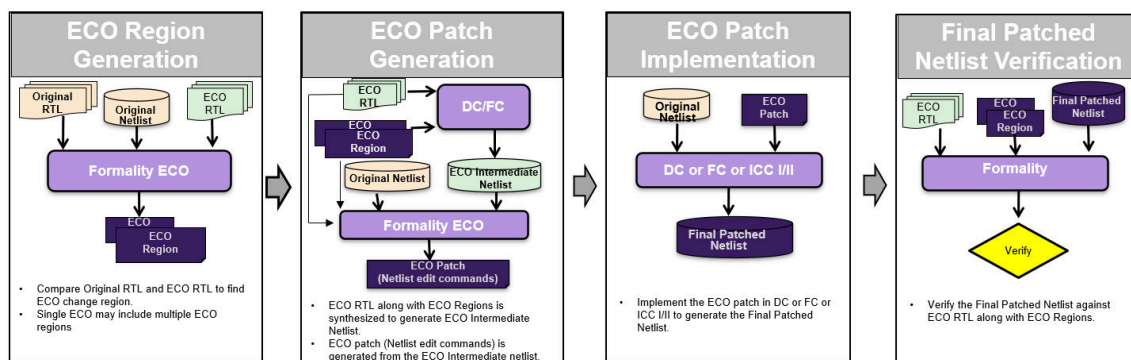 ECO Region
Generation
Original
RTL
Original
Netlist
ECO
RTL
Formality ECO
ECO
ECO
Region
• Compare Original RTL and ECO RTL to find
ECO change region.
• Single ECO may include multiple ECO
regions
ECO Patch
Generation
ECO
RTL
DC/FC
ECO
ECO
Region
Original Netlist
ECO Intermediate
Netlist
Formality ECO
ECO Patch
(Netlist edit commands)
• ECO RTL along with ECO Regions is
synthesized to generate ECO Intermediate
Netlist.
• ECO patch (Netlist edit commands) is
generated from the ECO Intermediate netlist.
ECO Patch
Implementation
Original
Netlist
ECO
Patch
DC or FC or ICC I/II
Final Patched
Netlist
• Implement the ECO patch in DC or FC or
ICC I/II to generate the Final Patched
Netlist.
Final Patched
Netlist Verification
ECO
RTL
ECO
ECO
Region
Final Patched
Netlist
Formality
Verify
• Verify the Final Patched Netlist against
ECO RTL along with ECO Regions.